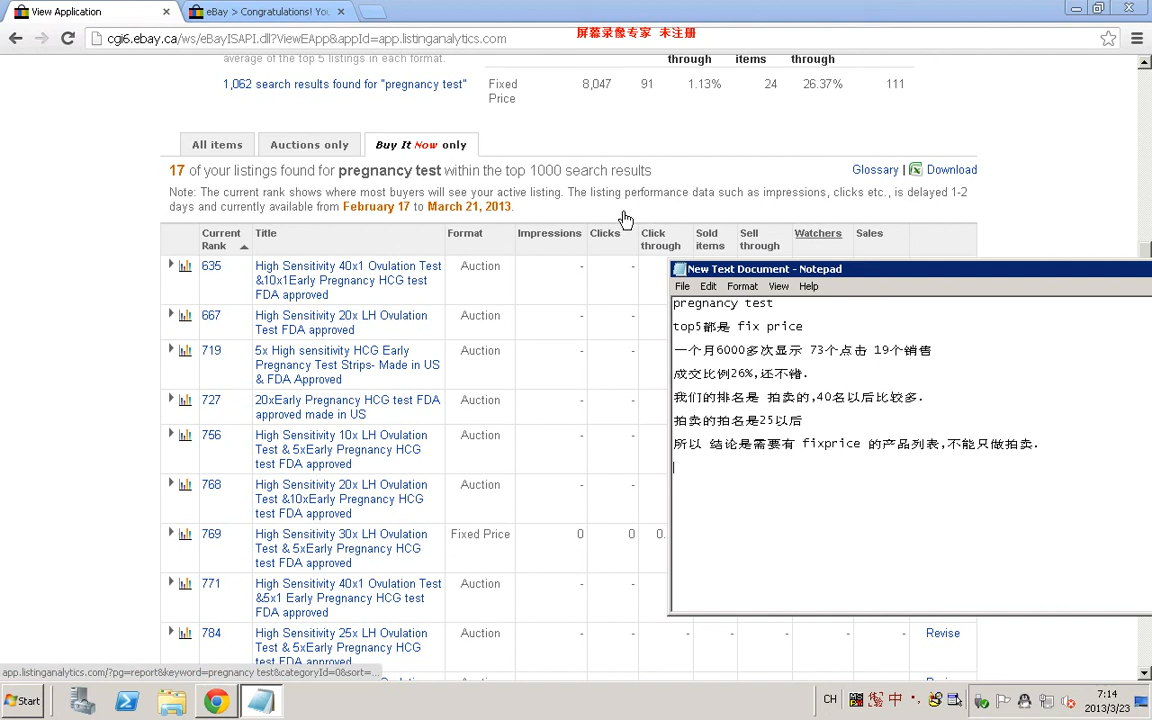 View Application
eBay > Congratulations! You
cgi6.ebay.ca/ws/eBayISAPI.dll?ViewEApp&appId=app.listinganalytics.com
屏幕录像专家 未注册
average of the top 5 listings in each format.
through items through
1,062 search results found for "pregnancy test"
Fixed Price 8,047 91 1.13% 24 26.37% 111
All items
Auctions only
Buy It Now only
17 of your listings found for pregnancy test within the top 1000 search results
Glossary | Download
Note: The current rank shows where most buyers will see your active listing. The listing performance data such as impressions, clicks etc., is delayed 1-2
days and currently available from February 17 to March 21, 2013.
Current Rank Title Format Impressions Clicks Click through Sold items Sell through Watchers Sales
635 High Sensitivity 40x1 Ovulation Test Auction - -
&10x1Early Pregnancy HCG test
FDA approved
667 High Sensitivity 20x LH Ovulation Auction - -
Test FDA approved
719 5x High sensitivity HCG Early Auction - -
Pregnancy Test Strips- Made in US
& FDA Approved
727 20xEarly Pregnancy HCG test FDA Auction - -
approved made in US
756 High Sensitivity 10x LH Ovulation Auction - -
Test & 5xEarly Pregnancy HCG
test FDA approved
768 High Sensitivity 20x LH Ovulation Auction - -
Test &10xEarly Pregnancy HCG
test FDA approved
769 High Sensitivity 30x LH Ovulation Fixed Price 0 0 0.
Test & 5xEarly Pregnancy HCG
test FDA approved
771 High Sensitivity 40x1 Ovulation Test Auction - -
&5x1 Early Pregnancy HCG test
FDA approved
784 High Sensitivity 25x LH Ovulation Auction - - - - - - - Revise
Test & 5xEarly Pregnancy HCG
test FDA approved
New Text Document - Notepad
File Edit Format View Help
pregnancy test
top5都是 fix price
一个月6000多次显示 73个点击 19个销售
成交比例26%,还不错.
我们的排名是 拍卖的,40名以后比较多.
拍卖的拍名是25以后
所以 结论是需要有 fixprice 的产品列表,不能只做拍卖.
app.listinganalytics.com/?pg=report&keyword=pregnancy test&categoryId=0&sort=...
Start
CH
中
7:14
2013/3/23